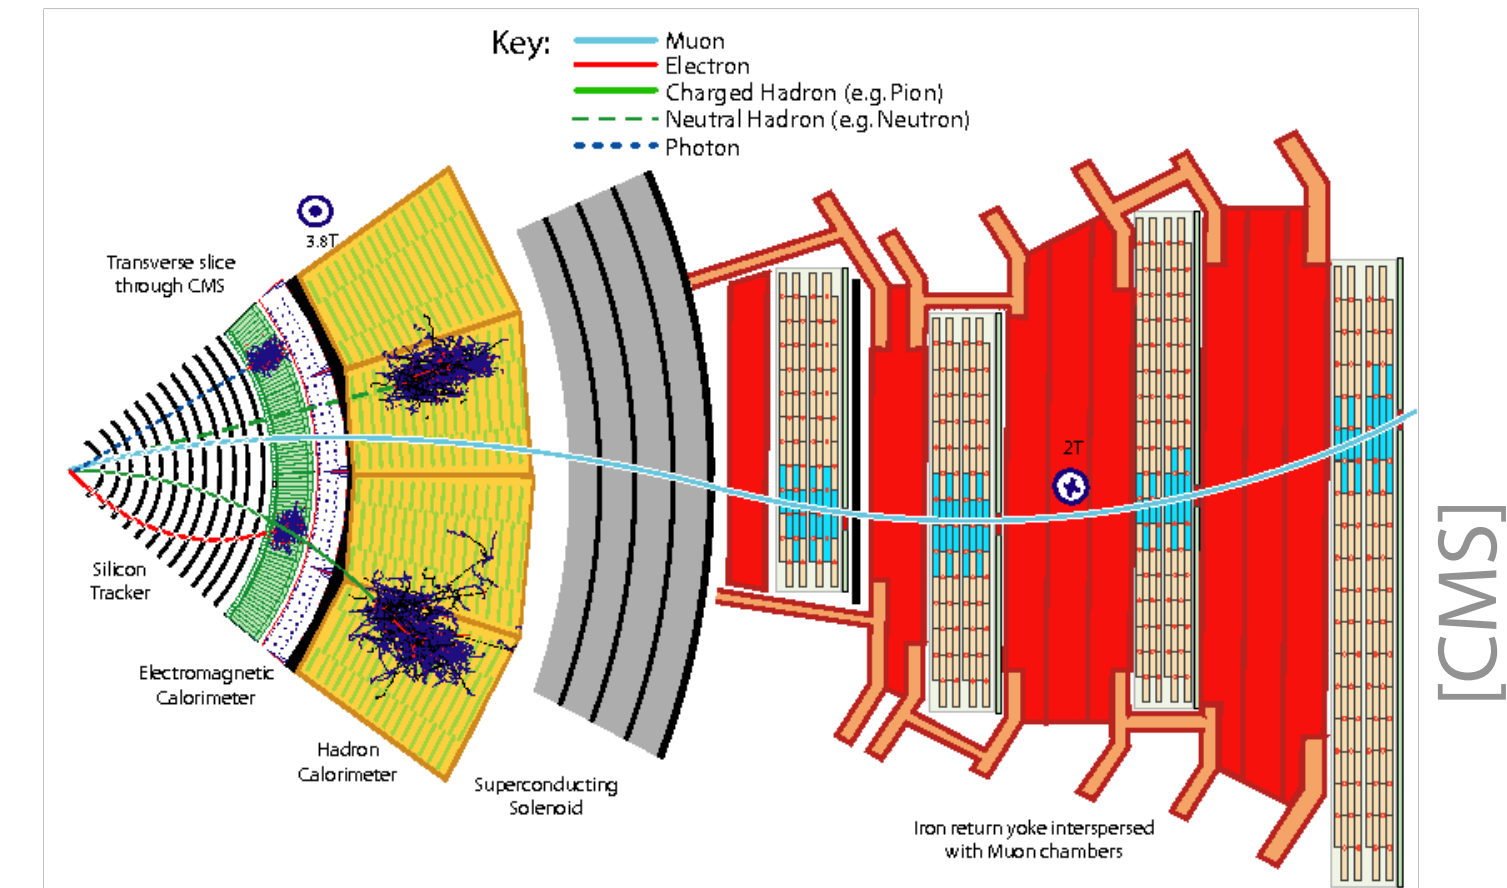 Key:
Muon
Electron
Charged Hadron (e.g. Pion)
Neutral Hadron (e.g. Neutron)
Photon
3.8T
Transverse slice
through CMS
2T
Silicon
Tracker
Electromagnetic
Calorimeter
Hadron
Calorimeter
Superconducting
Solenoid
Iron return yoke interspersed
with Muon chambers
[CMS]